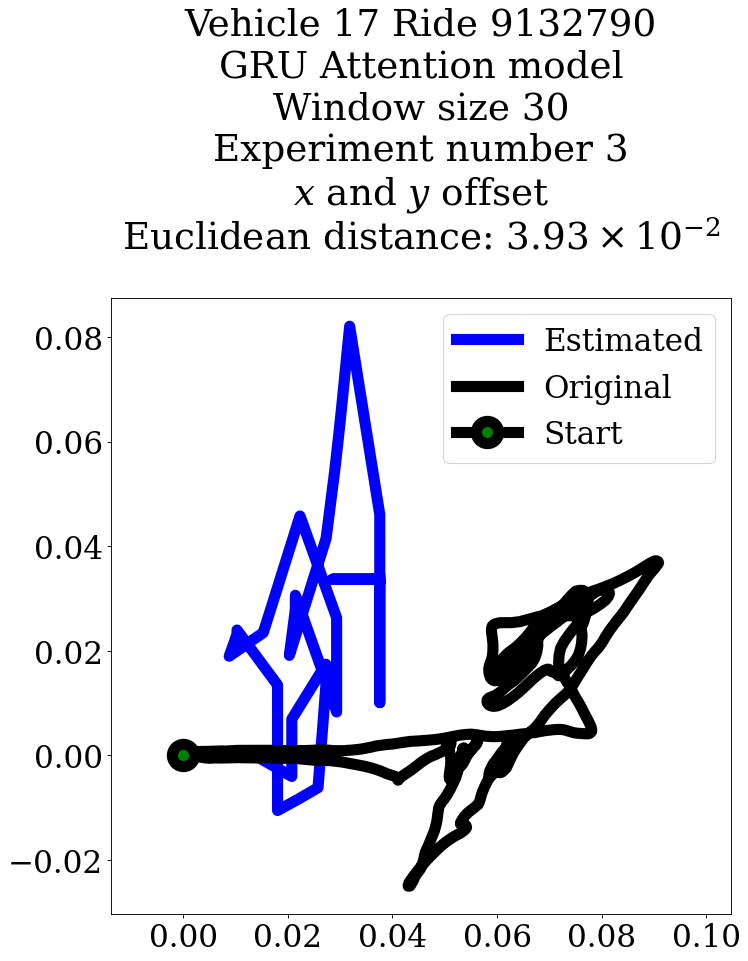 Vehicle 17 Ride 9132790
GRU Attention model
Window size 30
Experiment number 3
x and y offset
Euclidean distance: 3.93 × 10⁻²
Estimated
Original
Start
0.08
0.06
0.04
0.02
0.00
−0.02
0.00 0.02 0.04 0.06 0.08 0.10